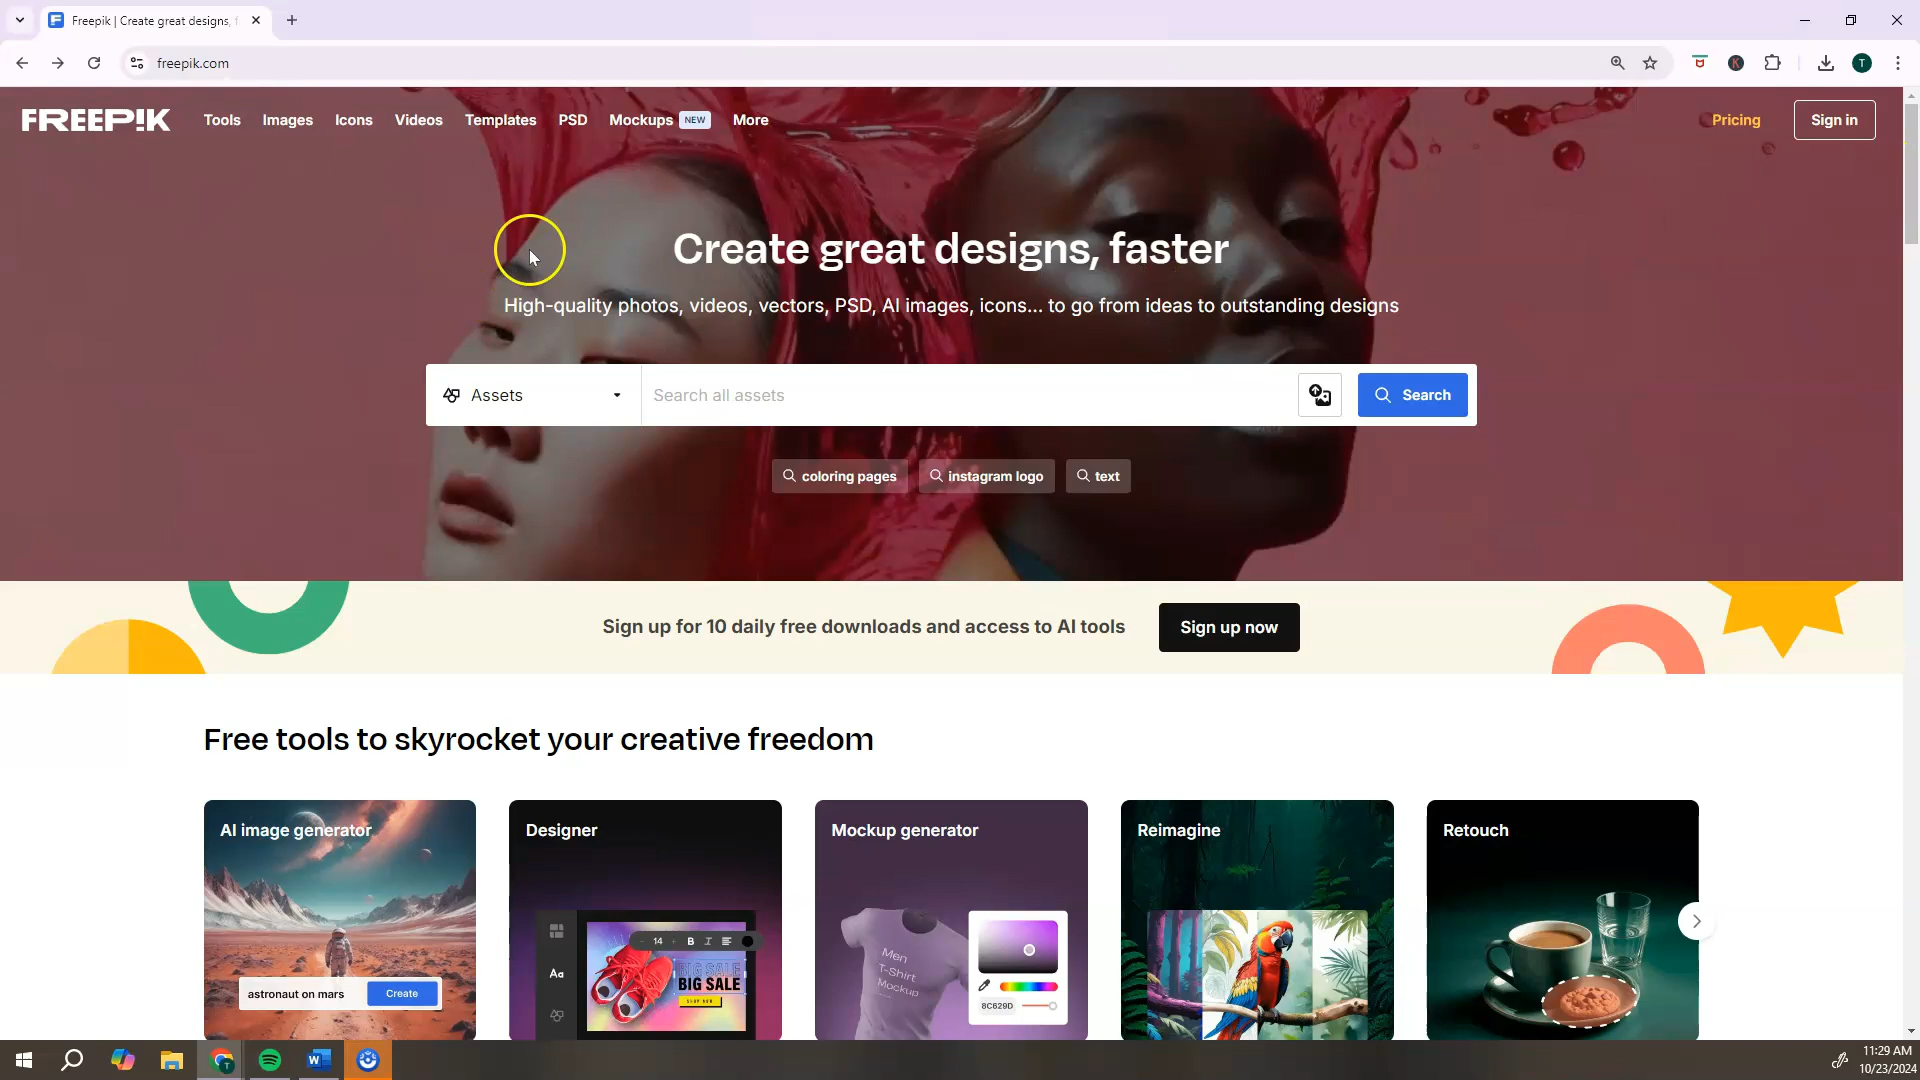 Freepik | Create great designs, f
freepik.com
T
FREEP!K
Tools
Images
Icons
Videos
Templates
PSD
Mockups NEW
More
Pricing
Sign in
Create great designs, faster
High-quality photos, videos, vectors, PSD, AI images, icons... to go from ideas to outstanding designs
Assets
Search all assets
Search
coloring pages
instagram logo
text
Sign up for 10 daily free downloads and access to AI tools
Sign up now
Free tools to skyrocket your creative freedom
AI image generator
astronaut on mars
Create
Designer
14
B I
Aa
BIG SALE
BIG SALE
SHOP NOW
Mockup generator
Men
T-Shirt
Mockup
8C629D
Reimagine
Retouch
11:29 AM
10/23/2024